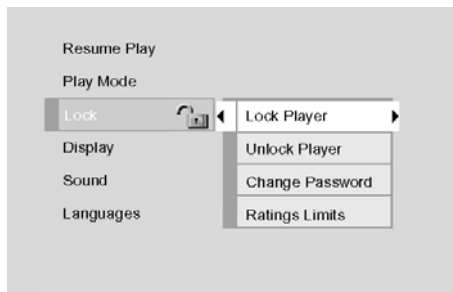 Resume Play
Play Mode
Lock
Lock Player
Display
Unlock Player
Sound
Change Password
Languages
Ratings Limits